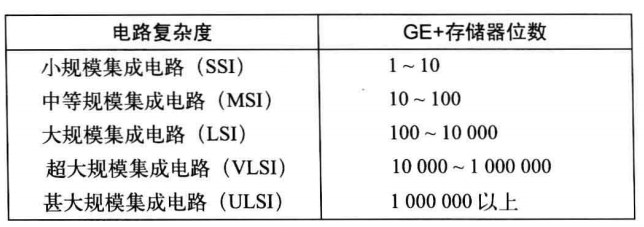 电路复杂度 GE+存储器位数
小规模集成电路（SSI） 1 ~ 10
中等规模集成电路（MSI） 10 ~ 100
大规模集成电路（LSI） 100 ~ 10 000
超大规模集成电路（VLSI） 10 000 ~ 1 000 000
甚大规模集成电路（ULSI） 1 000 000 以上